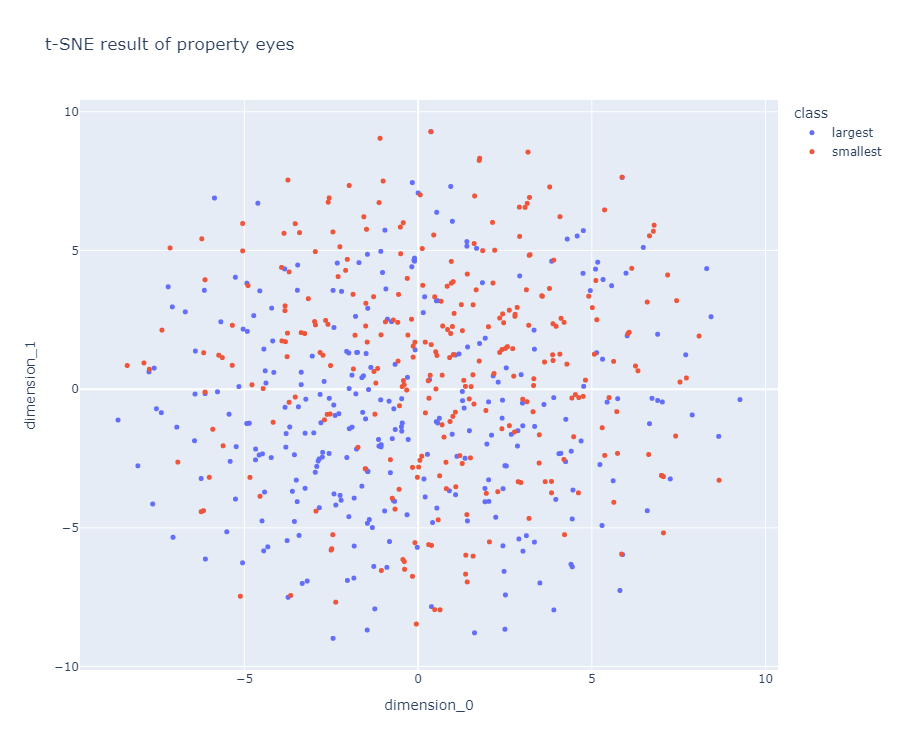 t-SNE result of property eyes
class
largest
smallest
10
5
0
−5
−10
dimension_1
−5
0
5
10
dimension_0